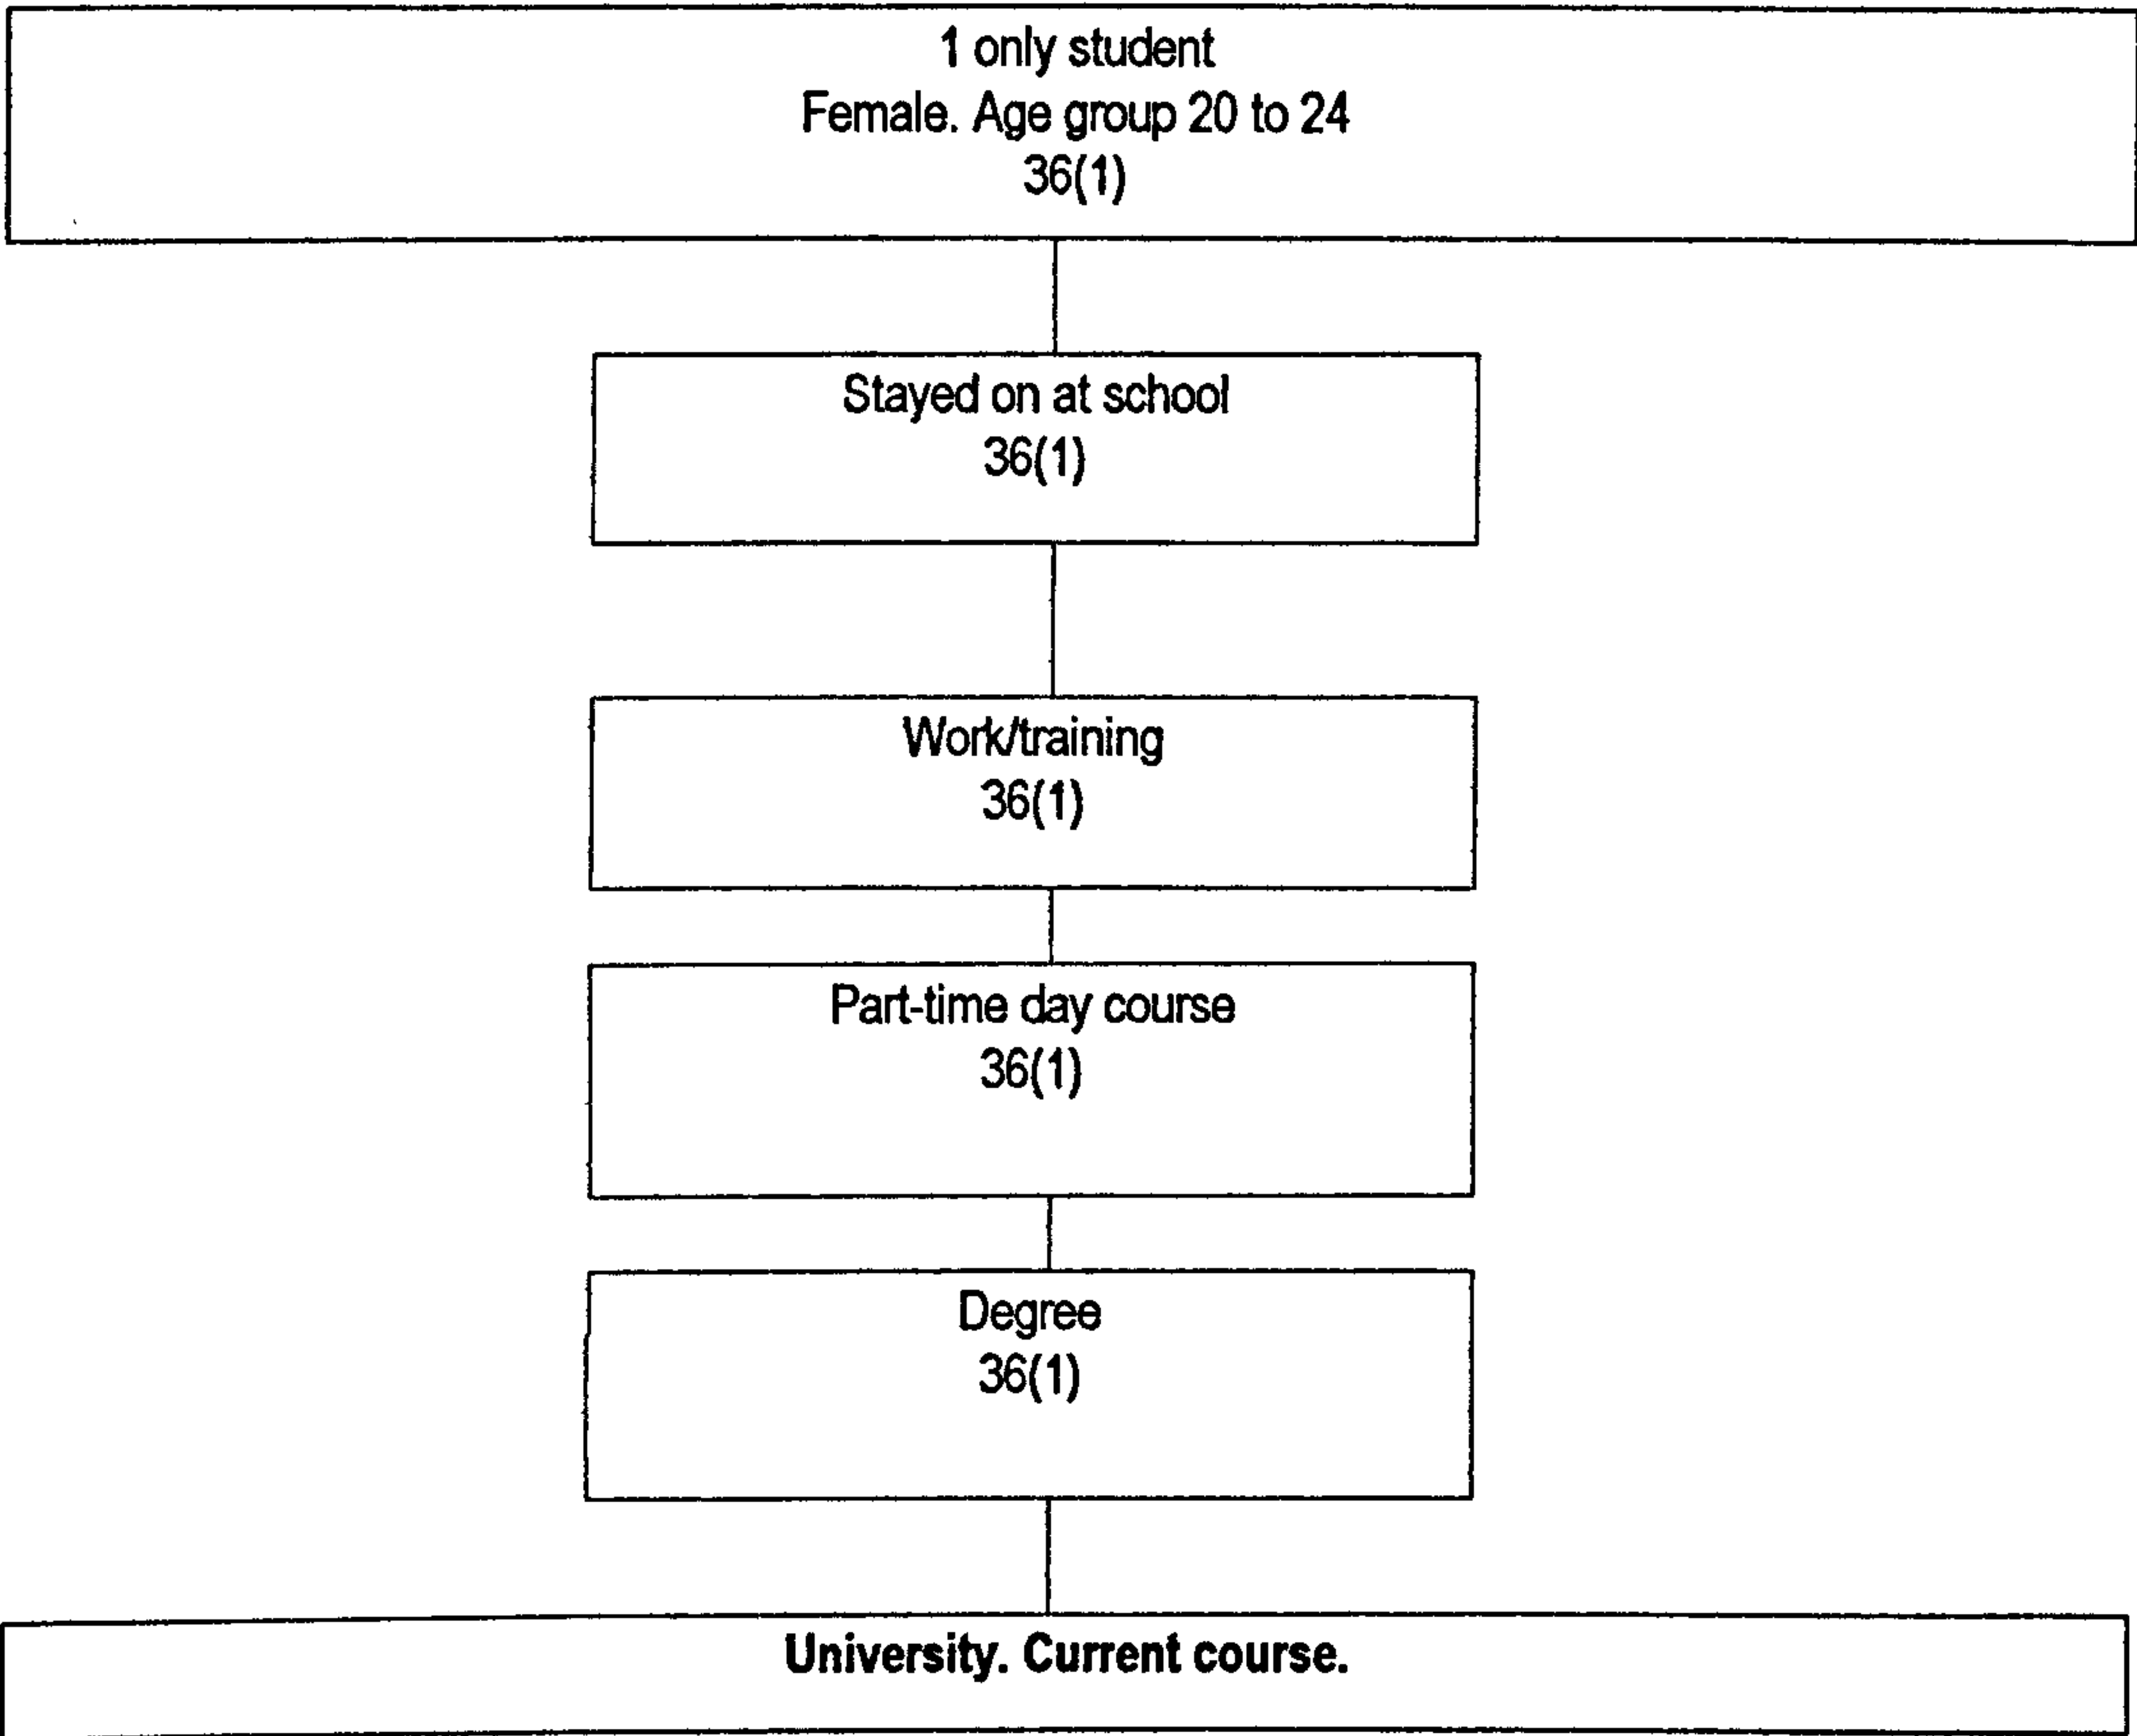 1 only student
Female. Age group 20 to 24
36(1)
Stayed on at school
36(1)
Work/training
36(1)
Part-time day course
36(1)
Degree
36(1)
University. Current course.